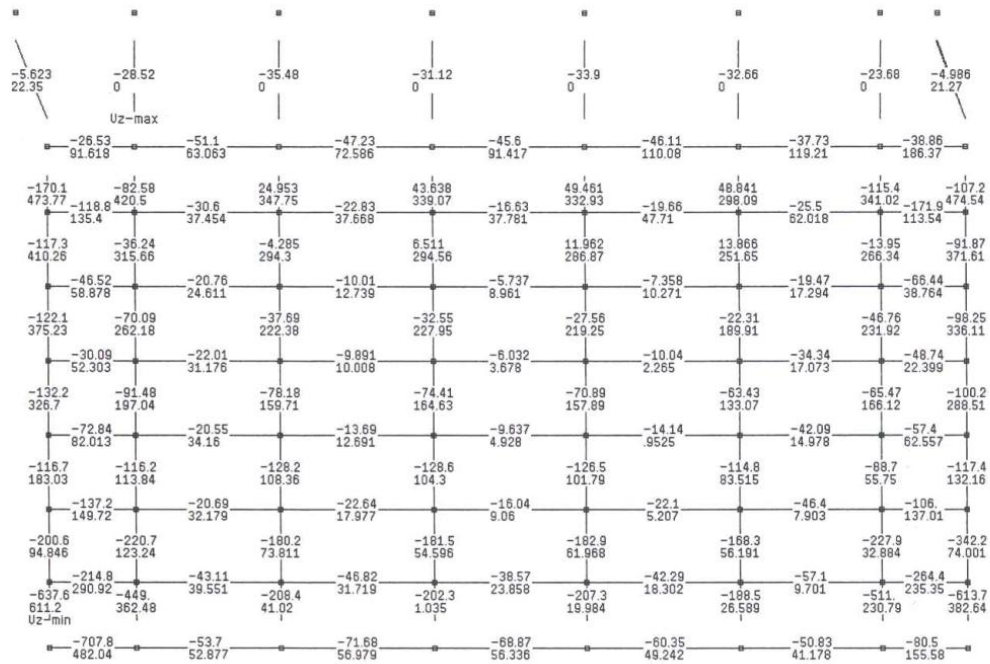 -5.623 -28.52 -35.48 -31.12 -33.9 -32.66 -23.68 -4.986
22.35 0 0 0 0 0 0 21.27
Uz-max
-26.53 -51.1 -47.23 -45.6 -46.11 -37.73 -38.86
91.618 63.063 72.586 91.417 110.08 119.21 186.37
-170.1 -82.58 24.953 43.638 49.461 48.841 -115.4 -107.2
473.77 420.5 347.75 339.07 332.93 298.09 341.02 474.54
-118.8 -30.6 -22.83 -16.63 -19.66 -25.5 -171.9
135.4 37.454 37.668 37.781 47.71 62.018 113.54
-117.3 -36.24 -4.285 6.511 11.962 13.866 -13.95 -91.87
410.26 315.66 294.3 294.56 286.87 251.65 266.34 371.61
-46.52 -20.76 -10.01 -5.737 -7.358 -19.47 -66.44
58.878 24.611 12.739 8.961 10.271 17.294 38.764
-122.1 -70.09 -37.69 -32.55 -27.56 -22.31 -46.76 -98.25
375.23 262.18 222.38 227.95 219.25 189.91 231.92 336.11
-30.09 -22.01 -9.891 -6.032 -10.04 -34.34 -48.74
52.303 31.176 10.008 3.678 2.265 17.073 22.399
-132.2 -91.48 -78.18 -74.41 -70.89 -63.43 -65.47 -100.2
326.7 197.04 159.71 164.63 157.89 133.07 166.12 288.51
-72.84 -20.55 -13.69 -9.637 -14.14 -42.09 -57.4
82.013 34.16 12.691 4.928 .9525 14.978 62.557
-116.7 -116.2 -128.2 -128.6 -126.5 -114.8 -88.7 -117.4
183.03 113.84 108.36 104.3 101.79 83.515 55.75 132.16
-137.2 -20.69 -22.64 -16.04 -22.1 -46.4 -106.
149.72 32.179 17.977 9.06 5.207 7.903 137.01
-200.6 -220.7 -180.2 -181.5 -182.9 -168.3 -227.9 -342.2
94.846 123.24 73.811 54.596 61.968 56.191 32.884 74.001
-214.8 -43.11 -46.82 -38.57 -42.29 -57.1 -264.4
290.92 39.551 31.719 23.858 16.302 9.701 235.35
-637.6 -449. -208.4 -202.3 -207.3 -188.5 -511. -613.7
611.2 362.48 41.02 1.035 19.984 26.589 230.79 382.64
Uz-min
-707.8 -53.7 -71.68 -68.87 -60.35 -50.83 -80.5
482.04 52.877 56.979 56.336 49.242 41.178 155.58